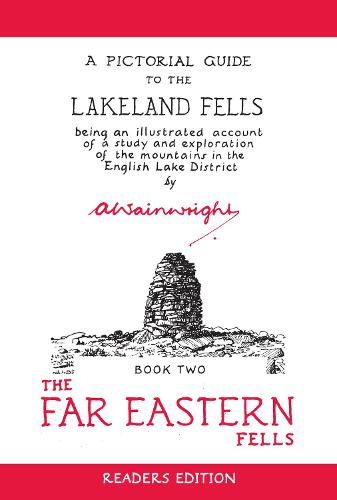 A PICTORIAL GUIDE
TO THE
LAKELAND FELLS
being an illustrated account
of a study and exploration
of the mountains in the
English Lake District
by
AWainwright
BOOK TWO
THE
FAR EASTERN
FELLS
READERS EDITION